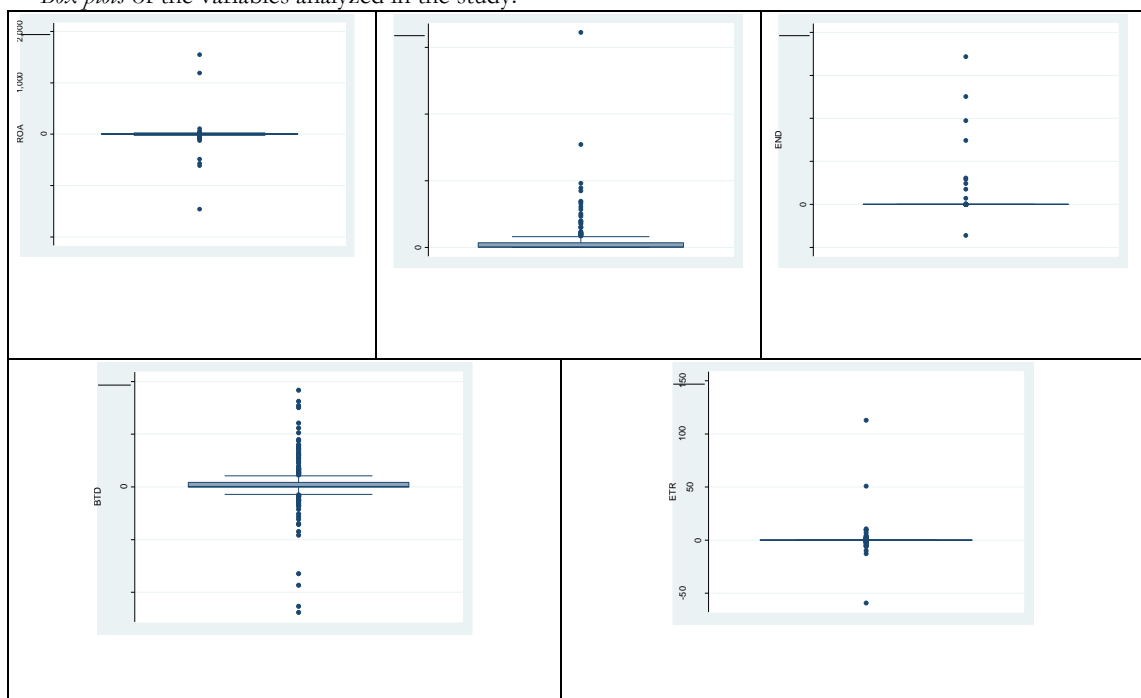 Box plots of the variables analyzed in the study.
2,000
1,000
0
ROA
0
0
END
0
BTD
150
100
50
0
-50
ETR